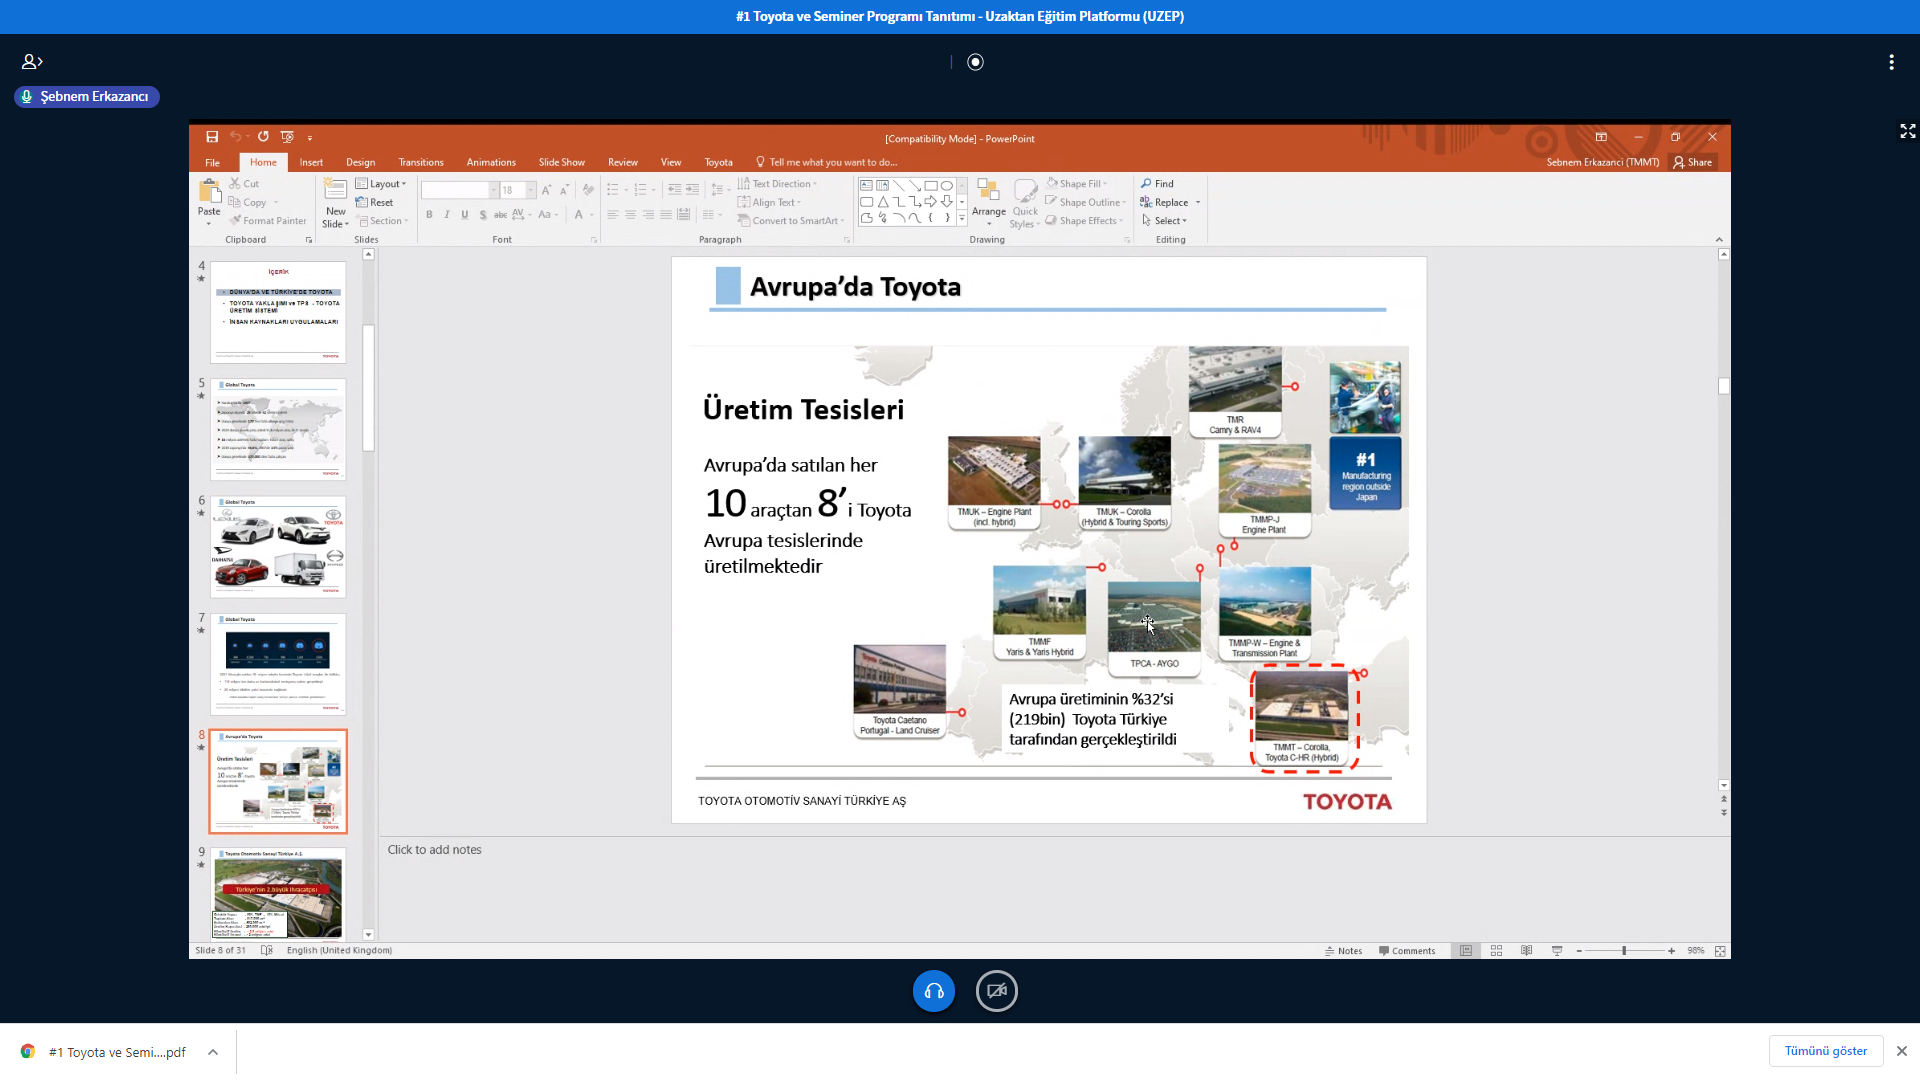 #1 Toyota ve Seminer Programı Tanıtımı - Uzaktan Eğitim Platformu (UZEP)
Şebnem Erkazancı
[Compatibility Mode] - PowerPoint
File Home Insert Design Transitions Animations Slide Show Review View Toyota Tell me what you want to do... Sebnem Erkazanci (TMMT) Share
Paste
Cut
Copy
Format Painter
Clipboard
New
Slide
Layout
Reset
Section
Slides
18
Font
Text Direction
Align Text
Convert to SmartArt
Paragraph
Arrange
Quick
Styles
Shape Fill
Shape Outline
Shape Effects
Drawing
Find
Replace
Select
Editing
4
İÇERİK
DÜNYA'DA VE TÜRKİYE'DE TOYOTA
TOYOTA YAKLAŞIMI ve TPS - TOYOTA
ÜRETİM SİSTEMİ
İNSAN KAYNAKLARI UYGULAMALARI
TOYOTA
5
Global Toyota
TOYOTA
6
Global Toyota
LEXUS
TOYOTA
DAIHATSU
TOYOTA
7
Global Toyota
TOYOTA
8
Avrupa'da Toyota
Üretim Tesisleri
TOYOTA
9
Toyota Otomotiv Sanayi Türkiye A.Ş.
Türkiye'nin 2.büyük ihracatçısı
Avrupa'da Toyota
Üretim Tesisleri
Avrupa'da satılan her
10 araçtan 8' i Toyota
Avrupa tesislerinde
üretilmektedir
TMR
Camry & RAV4
#1
Manufacturing
region outside
Japan
TMUK – Engine Plant
(incl. hybrid)
TMUK – Corolla
(Hybrid & Touring Sports)
TMMP-J
Engine Plant
TMMF
Yaris & Yaris Hybrid
TPCA - AYGO
TMMP-W – Engine &
Transmission Plant
Toyota Caetano
Portugal - Land Cruiser
Avrupa üretiminin %32'si
(219bin) Toyota Türkiye
tarafından gerçekleştirildi
TMMT – Corolla,
Toyota C-HR (Hybrid)
TOYOTA OTOMOTİV SANAYİ TÜRKİYE AŞ
TOYOTA
Click to add notes
Slide 8 of 31 English (United Kingdom) Notes Comments 98%
#1 Toyota ve Semi....pdf
Tümünü göster